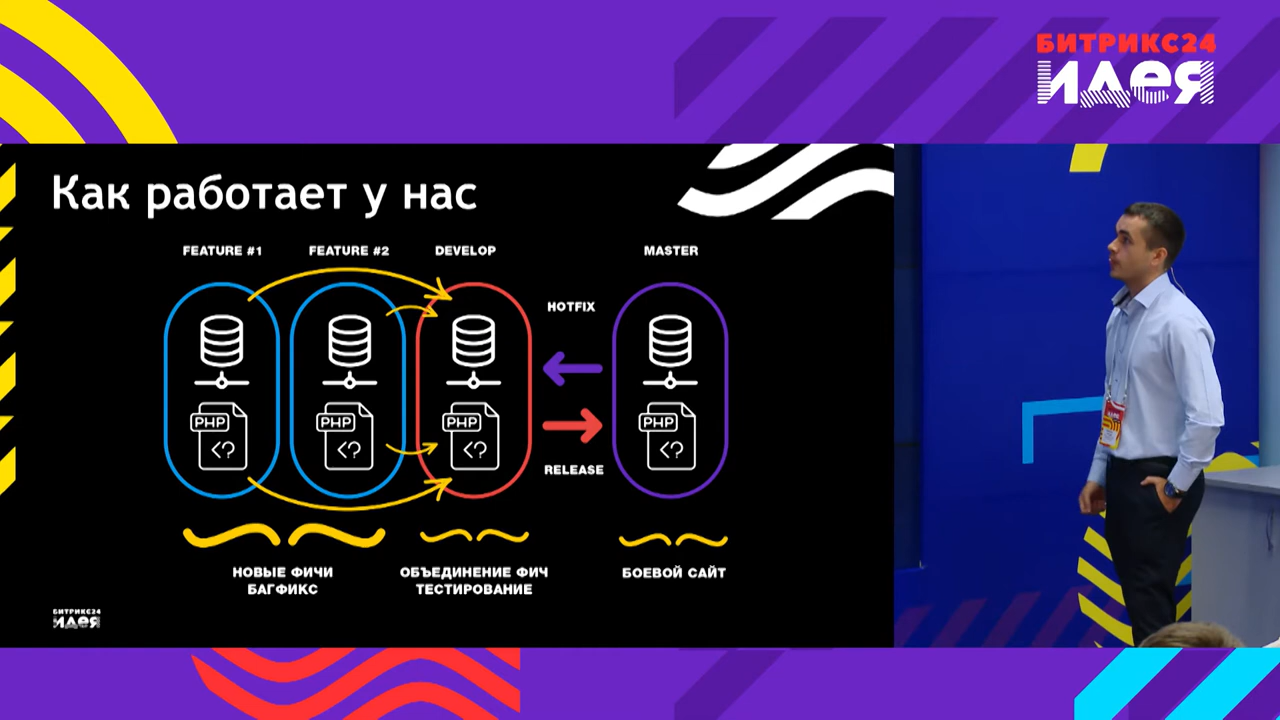 БИТРИКС24
ИДЕЯ
Как работает у нас
FEATURE #1
FEATURE #2
DEVELOP
MASTER
HOTFIX
PHP
PHP
PHP
PHP
<?
<?
<?
<?
RELEASE
НОВЫЕ ФИЧИ
БАГФИКС
ОБЪЕДИНЕНИЕ ФИЧ
ТЕСТИРОВАНИЕ
БОЕВОЙ САЙТ
БИТРИКС24
ИДЕЯ